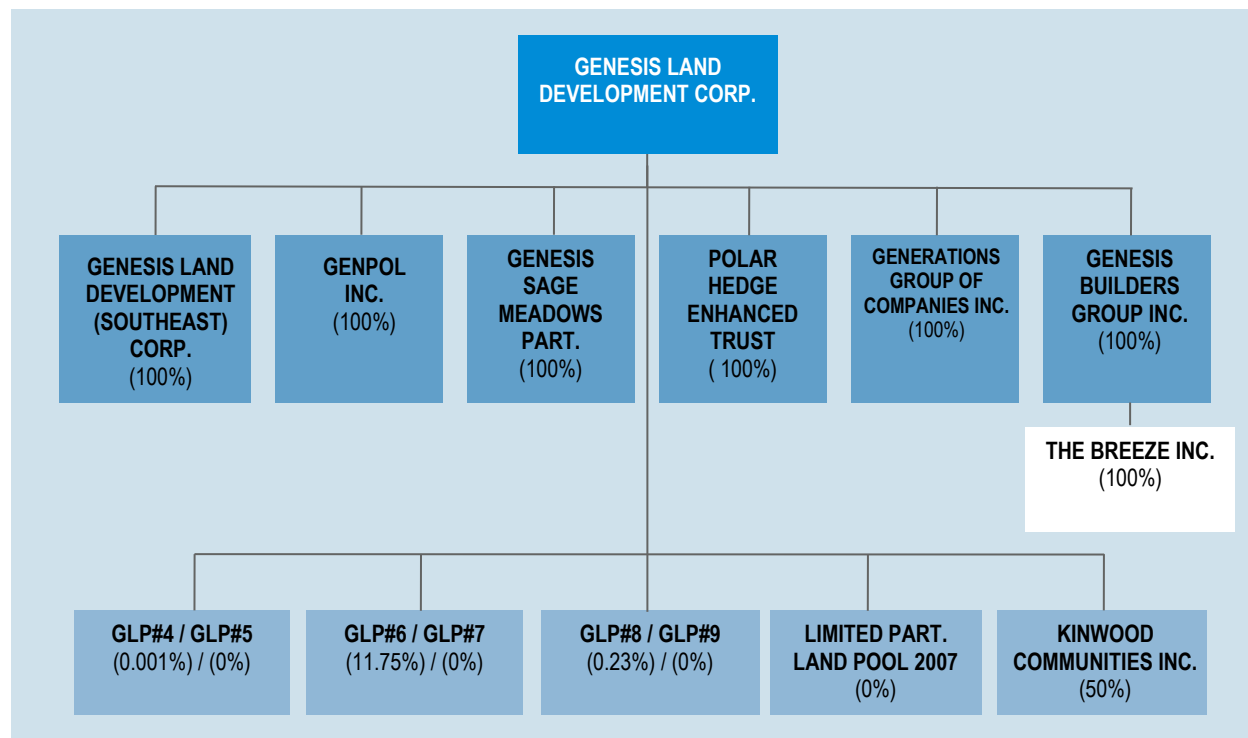 GENESIS LAND
DEVELOPMENT CORP.
GENESIS LAND
DEVELOPMENT
(SOUTHEAST)
CORP.
(100%)
GENPOL
INC.
(100%)
GENESIS
SAGE
MEADOWS
PART.
(100%)
POLAR
HEDGE
ENHANCED
TRUST
( 100%)
GENERATIONS
GROUP OF
COMPANIES INC.
(100%)
GENESIS
BUILDERS
GROUP INC.
(100%)
THE BREEZE INC.
(100%)
GLP#4 / GLP#5
(0.001%) / (0%)
GLP#6 / GLP#7
(11.75%) / (0%)
GLP#8 / GLP#9
(0.23%) / (0%)
LIMITED PART.
LAND POOL 2007
(0%)
KINWOOD
COMMUNITIES INC.
(50%)